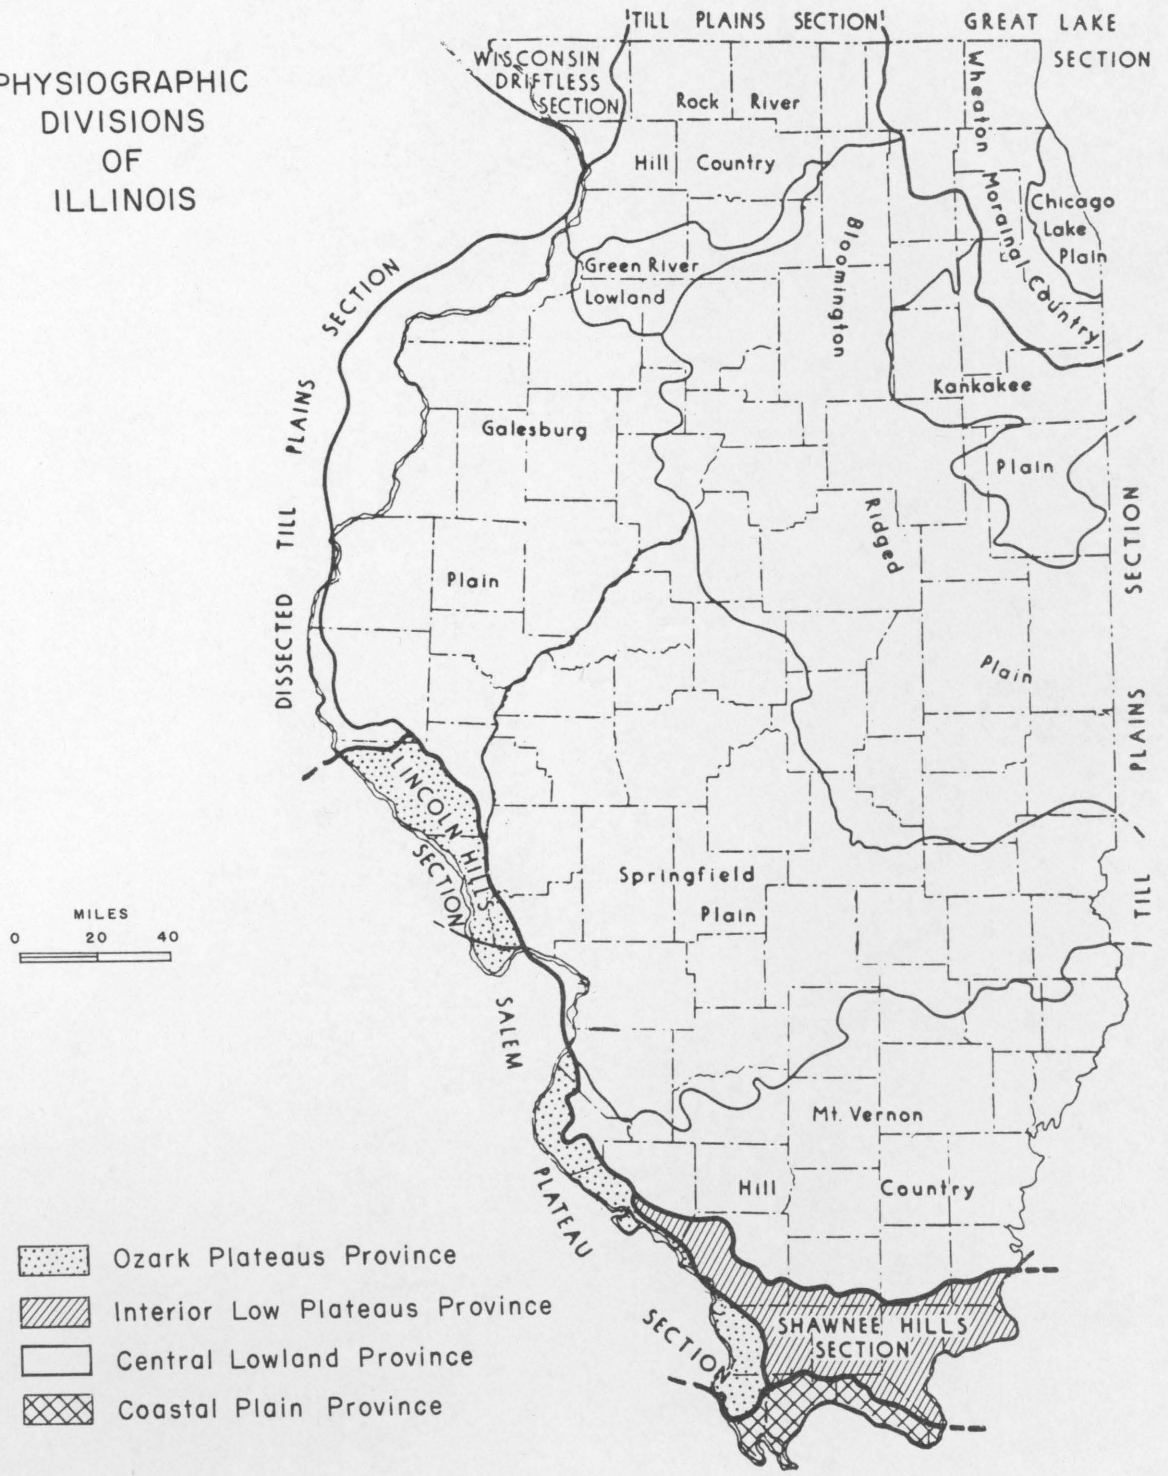 PHYSIOGRAPHIC
DIVISIONS
OF
ILLINOIS
TILL PLAINS SECTION
GREAT LAKE
SECTION
WISCONSIN
DRIFTLESS
SECTION
Rock River
Hill Country
Wheaton
Morainal Country
Chicago
Lake
Plain
Green River
Lowland
Bloomington
Ridged
Plain
Kankakee
Plain
Galesburg
Plain
DISSECTED TILL PLAINS SECTION
TILL PLAINS SECTION
LINCOLN HILLS
SECTION
Springfield
Plain
MILES
0 20 40
SALEM PLATEAU SECTION
Mt. Vernon
Hill Country
SHAWNEE HILLS
SECTION
Ozark Plateaus Province
Interior Low Plateaus Province
Central Lowland Province
Coastal Plain Province